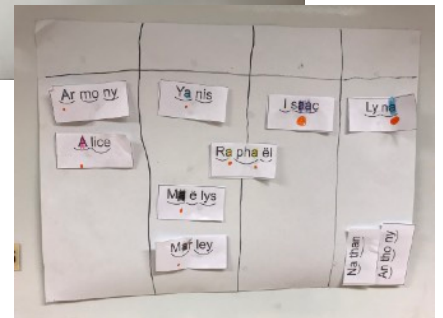 Ar mo ny
Ya nis
I saac
Ly na
A lice
Ra pha ël
Ma ë lys
Mar ley
Na than
An tho ny